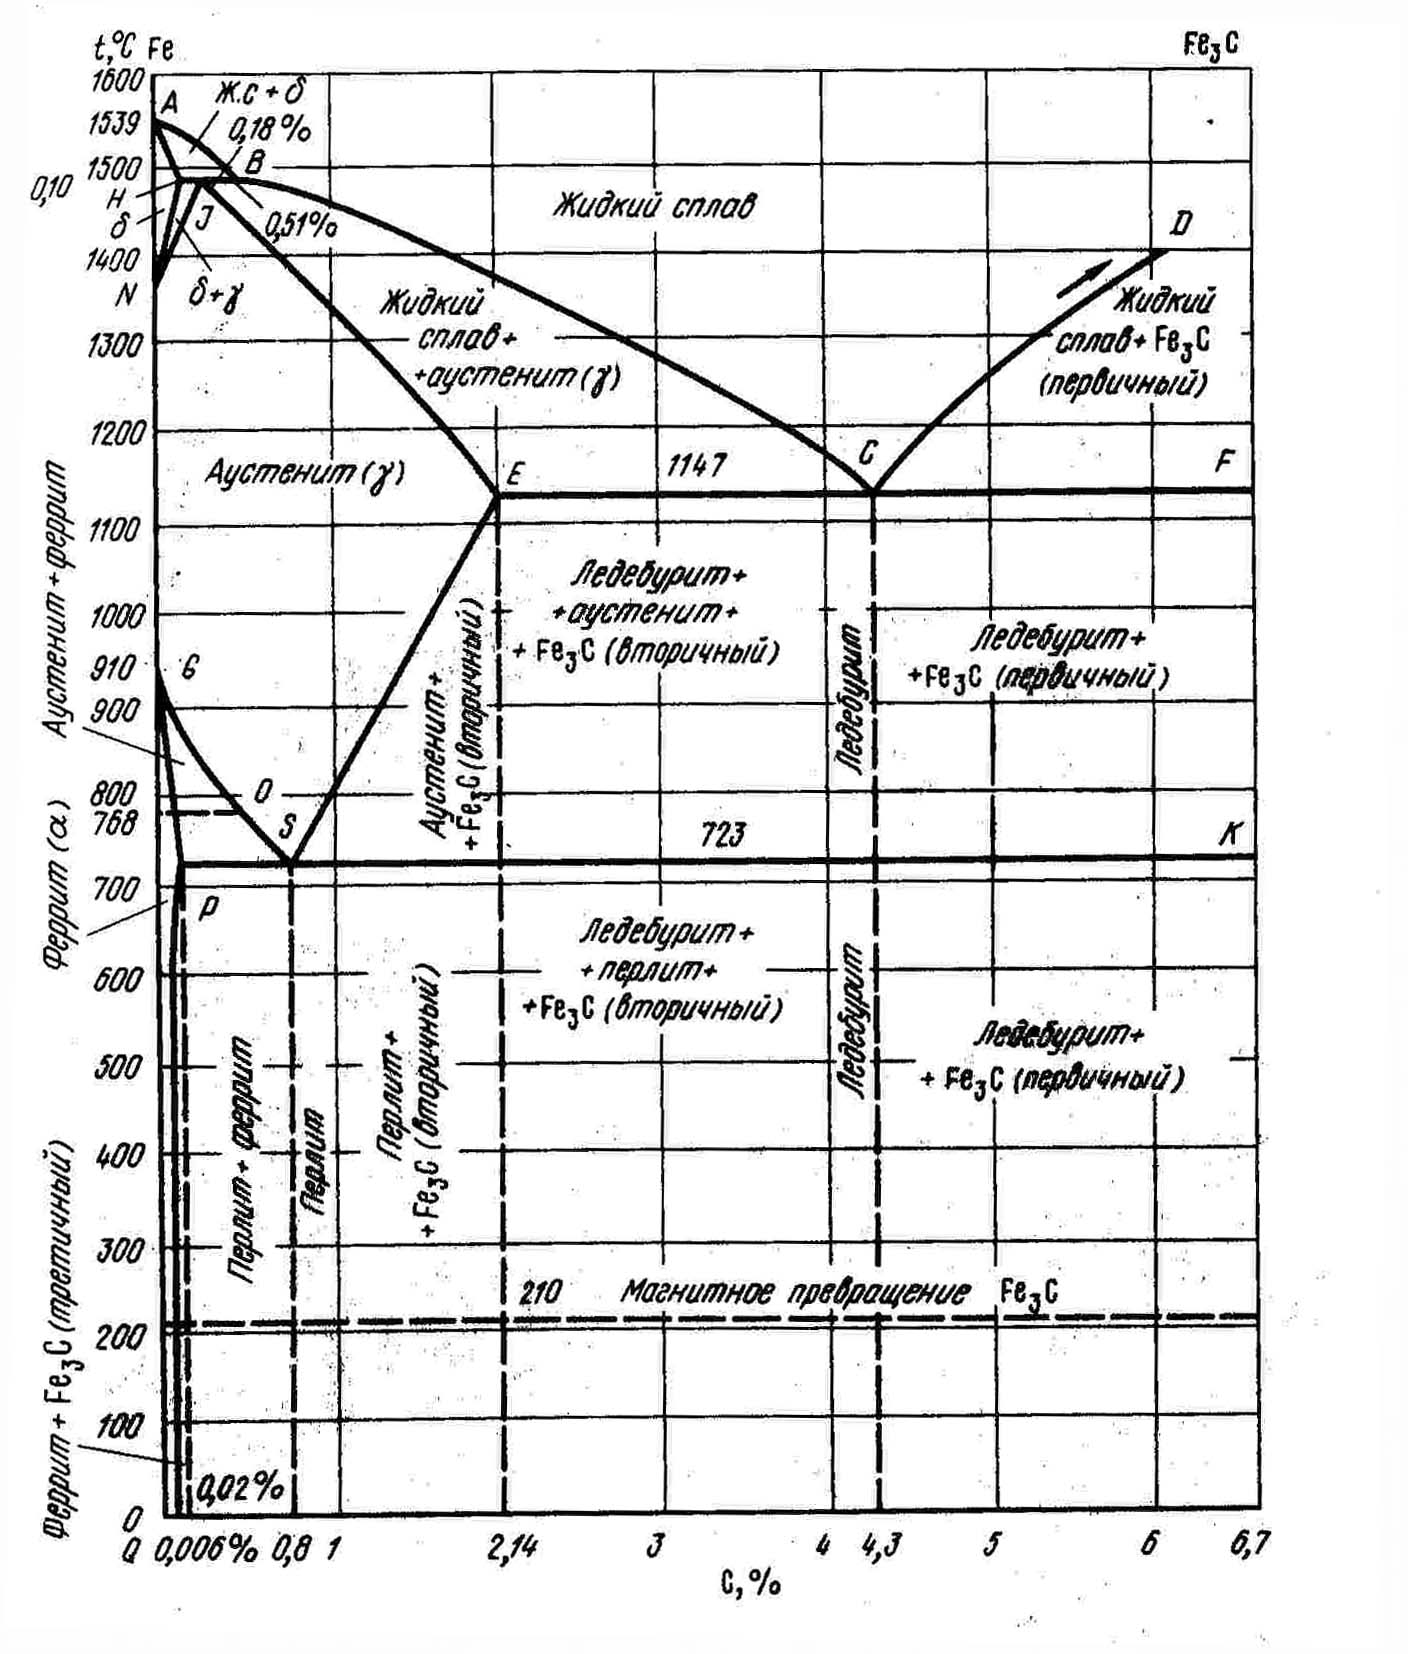 t,°C Fe
Fe₃C
1600
1539
1500
0,10
1400
1300
1200
1100
1000
910
900
800
768
700
600
500
400
300
200
100
0
A
Ж.с + δ
0,18%
B
H
δ
J
0,51%
N
δ+γ
Жидкий сплав
D
Жидкий
сплав+
+аустенит(γ)
Жидкий
сплав+ Fe₃C
(первичный)
Аустенит(γ)
E
1147
C
F
Аустенит+феррит
G
Ледебурит+
+аустенит+
+Fe₃C (вторичный)
Аустенит+
+Fe₃C (вторичный)
Ледебурит
Ледебурит+
+Fe₃C (первичный)
O
S
723
K
Феррит (α)
P
Ледебурит+
+перлит+
+Fe₃C (вторичный)
Перлит+феррит
Перлит
Перлит+
+Fe₃C (вторичный)
Ледебурит
Ледебурит+
+ Fe₃C (первичный)
210 Магнитное превращение Fe₃C
Феррит + Fe₃C (третичный)
0,02%
Q 0,006% 0,8 1 2,14 3 4 4,3 5 6 6,7
C,%